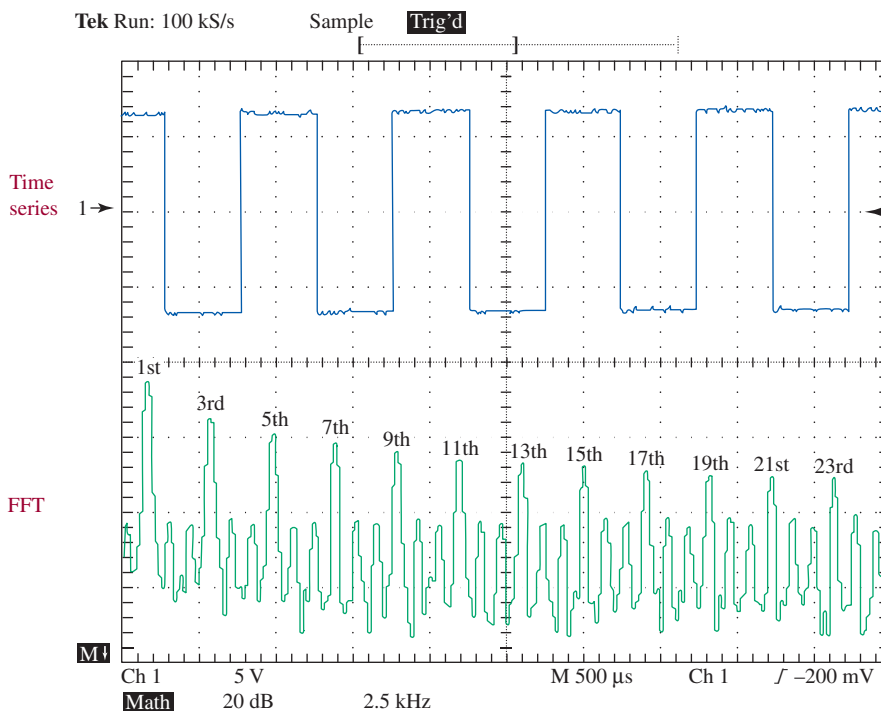 Tek Run: 100 kS/s Sample Trig'd
[ ]
Time series
1
1st
3rd
5th
7th
9th
11th
13th
15th
17th
19th
21st
23rd
FFT
M
Ch 1 5 V M 500 μs Ch 1 –200 mV
Math 20 dB 2.5 kHz